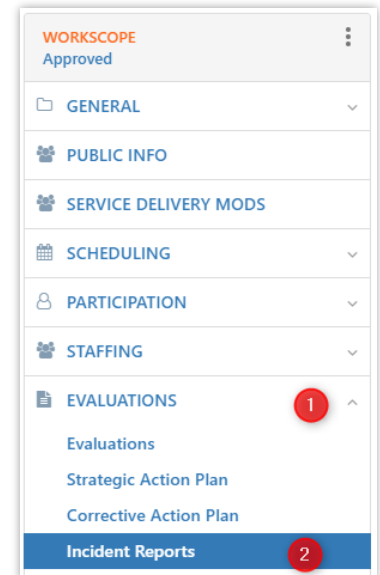 WORKSCOPE
Approved
GENERAL
PUBLIC INFO
SERVICE DELIVERY MODS
SCHEDULING
PARTICIPATION
STAFFING
EVALUATIONS 1
Evaluations
Strategic Action Plan
Corrective Action Plan
Incident Reports 2